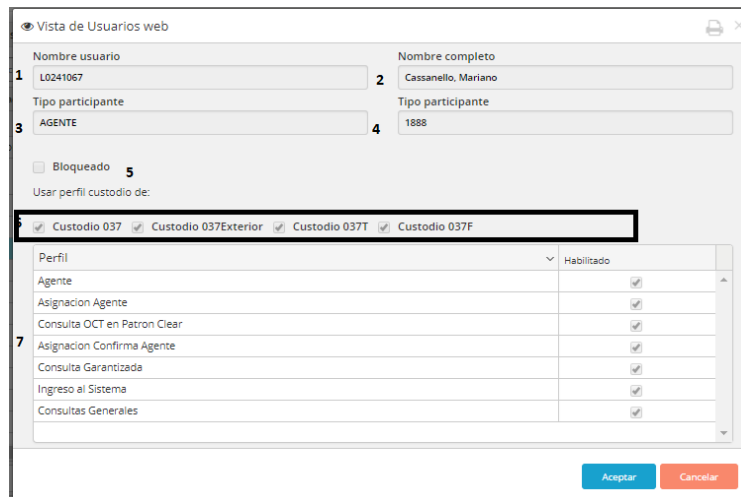 Vista de Usuarios web
Nombre usuario Nombre completo
1 L0241067 2 Cassanello, Mariano
Tipo participante Tipo participante
3 AGENTE 4 1888
Bloqueado 5
Usar perfil custodio de:
6 Custodio 037 Custodio 037Exterior Custodio 037T Custodio 037F
Perfil Habilitado
Agente
Asignacion Agente
Consulta OCT en Patron Clear
7 Asignacion Confirma Agente
Consulta Garantizada
Ingreso al Sistema
Consultas Generales
Aceptar Cancelar